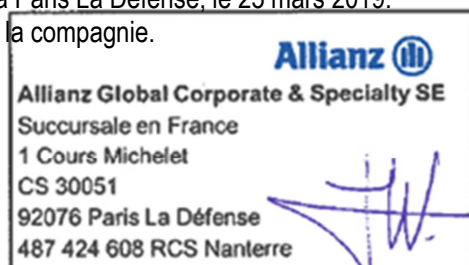 à Paris La Défense, le 25 mars 2019.
la compagnie.
Allianz
Allianz Global Corporate & Specialty SE
Succursale en France
1 Cours Michelet
CS 30051
92076 Paris La Défense
487 424 608 RCS Nanterre